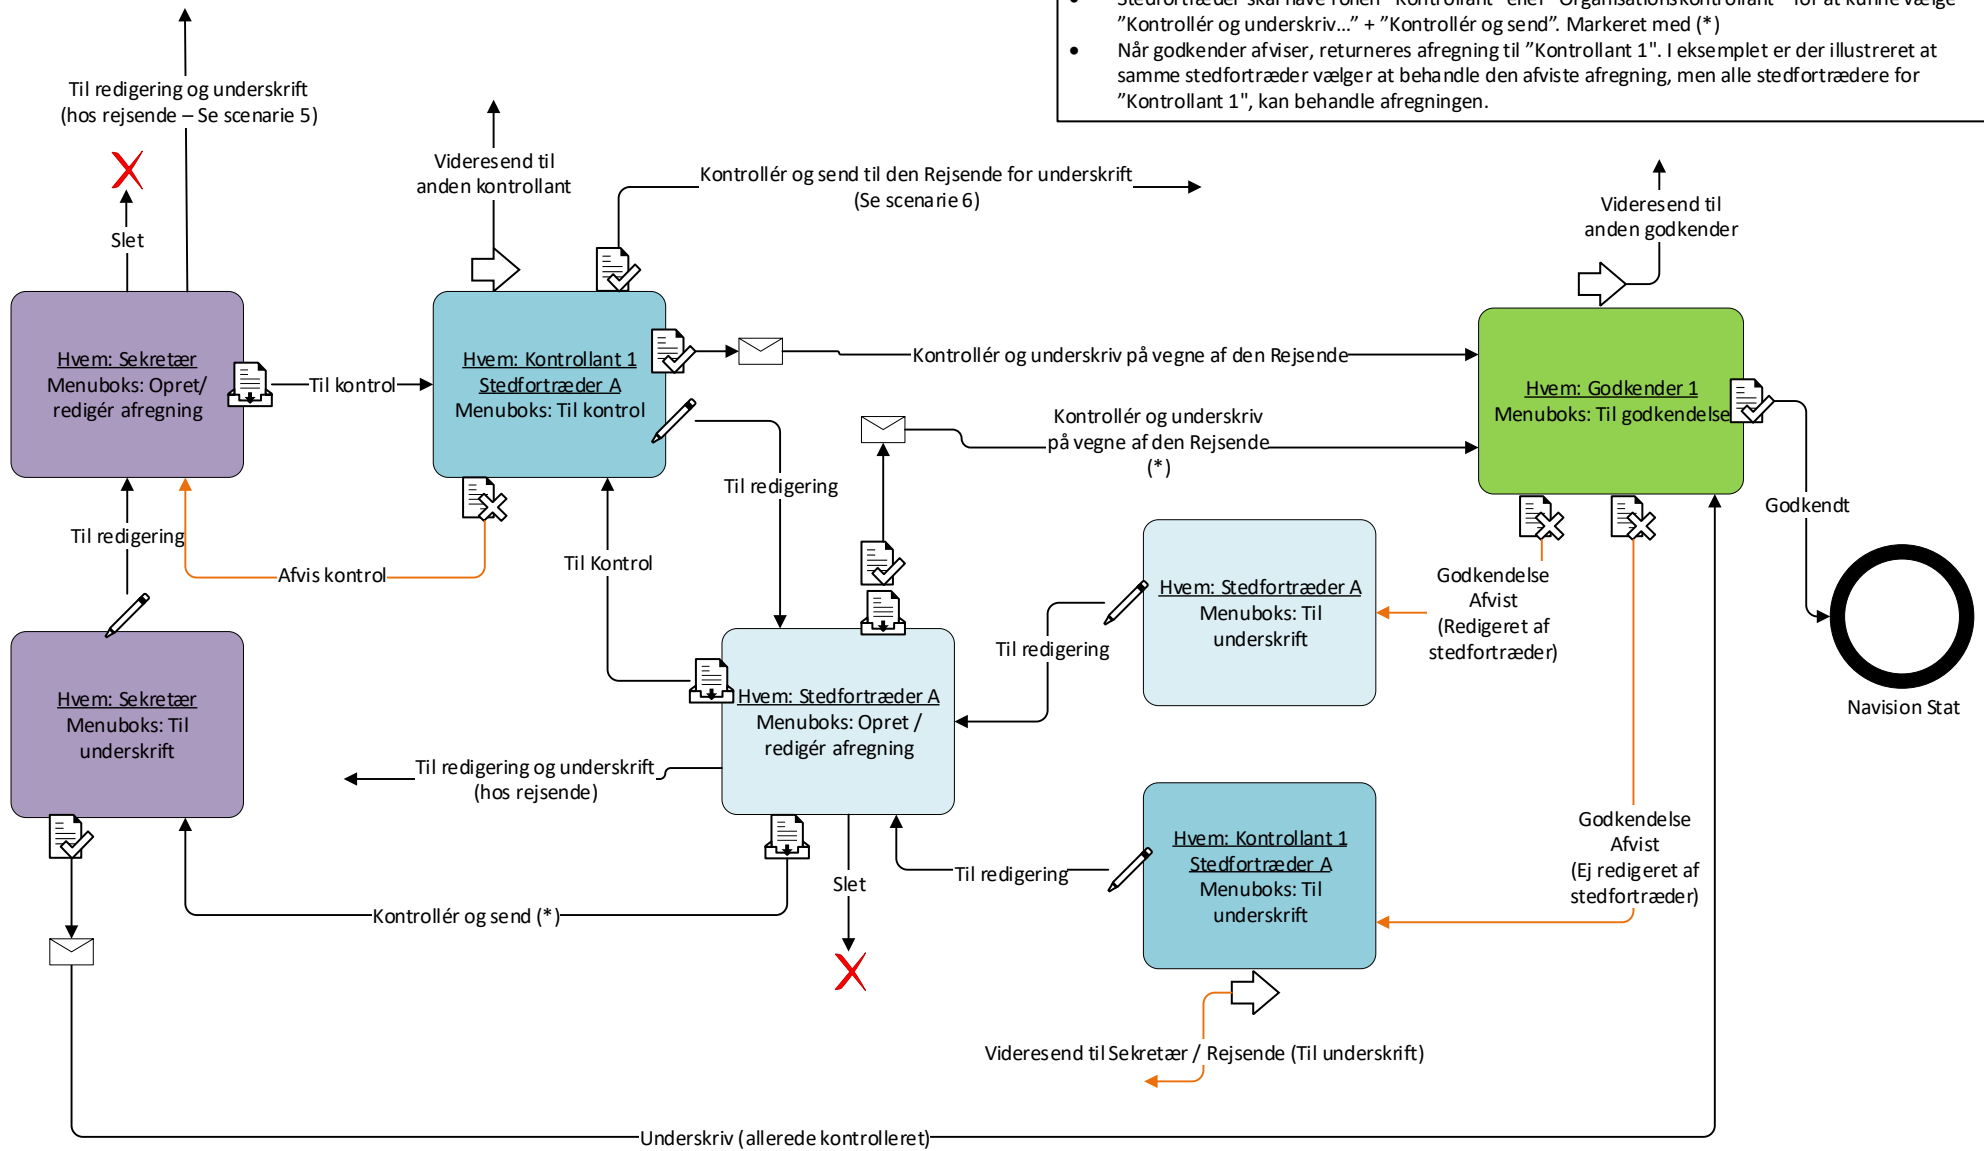 Stedfortræder skal have rollen "Kontrollant" eller "Organisationskontrollant" for at kunne vælge
"Kontrollér og underskriv…" + "Kontrollér og send". Markeret med (*)
Når godkender afviser, returneres afregning til "Kontrollant 1". I eksemplet er der illustreret at
samme stedfortræder vælger at behandle den afviste afregning, men alle stedfortrædere for
"Kontrollant 1", kan behandle afregningen.
Til redigering og underskrift
(hos rejsende – Se scenarie 5)
Videresend til
anden kontrollant
Kontrollér og send til den Rejsende for underskrift
(Se scenarie 6)
Videresend til
anden godkender
Slet
Hvem: Sekretær
Menuboks: Opret/
redigér afregning
Til kontrol
Hvem: Kontrollant 1
Stedfortræder A
Menuboks: Til kontrol
Kontrollér og underskriv på vegne af den Rejsende
Hvem: Godkender 1
Menuboks: Til godkendelse
Kontrollér og underskriv
på vegne af den Rejsende
(*)
Til redigering
Godkendt
Til redigering
Til Kontrol
Afvis kontrol
Godkendelse
Afvist
(Redigeret af
stedfortræder)
Hvem: Stedfortræder A
Menuboks: Til
underskrift
Til redigering
Hvem: Sekretær
Menuboks: Til
underskrift
Hvem: Stedfortræder A
Menuboks: Opret /
redigér afregning
Navision Stat
Til redigering og underskrift
(hos rejsende)
Godkendelse
Afvist
(Ej redigeret af
stedfortræder)
Hvem: Kontrollant 1
Stedfortræder A
Menuboks: Til
underskrift
Til redigering
Slet
Kontrollér og send (*)
Videresend til Sekretær / Rejsende (Til underskrift)
Underskriv (allerede kontrolleret)